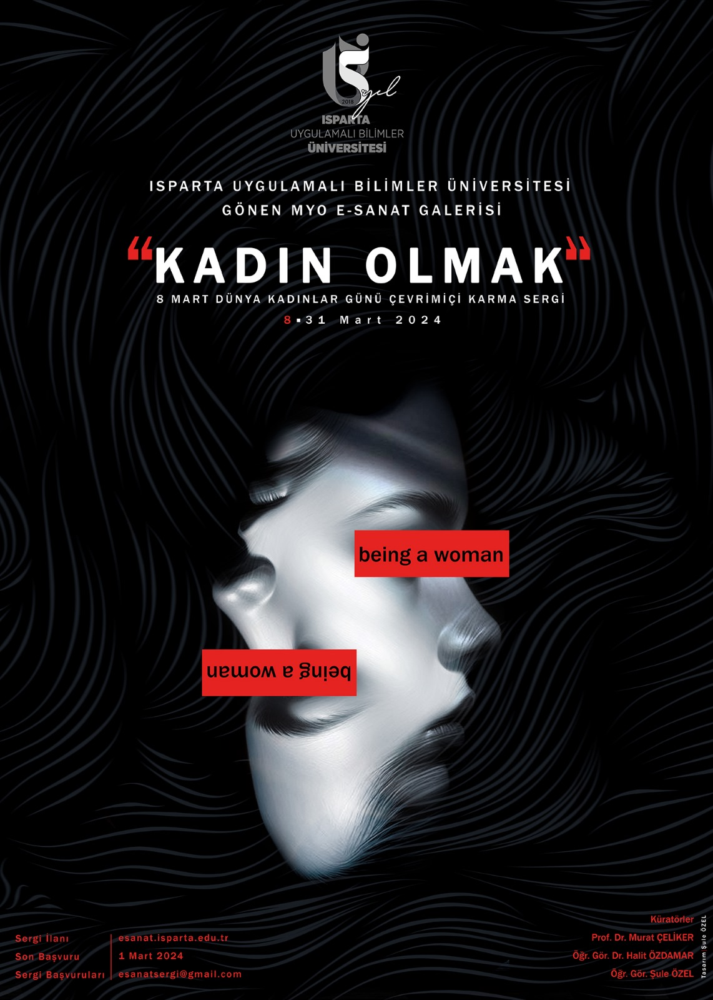 2018
5.yıl
ISPARTA
UYGULAMALI BİLİMLER
ÜNİVERSİTESİ
ISPARTA UYGULAMALI BİLİMLER ÜNİVERSİTESİ
GÖNEN MYO E-SANAT GALERİSİ
“KADIN OLMAK”
8 MART DÜNYA KADINLAR GÜNÜ ÇEVRİMİÇİ KARMA SERGİ
8▪31 Mart 2024
being a woman
being a woman
Sergi İlanı esanat.isparta.edu.tr
Son Başvuru 1 Mart 2024
Sergi Başvuruları esanatsergi@gmail.com
Küratörler
Prof. Dr. Murat ÇELİKER
Öğr. Gör. Dr. Halit ÖZDAMAR
Öğr. Gör. Şule ÖZEL
Tasarım Şule ÖZEL